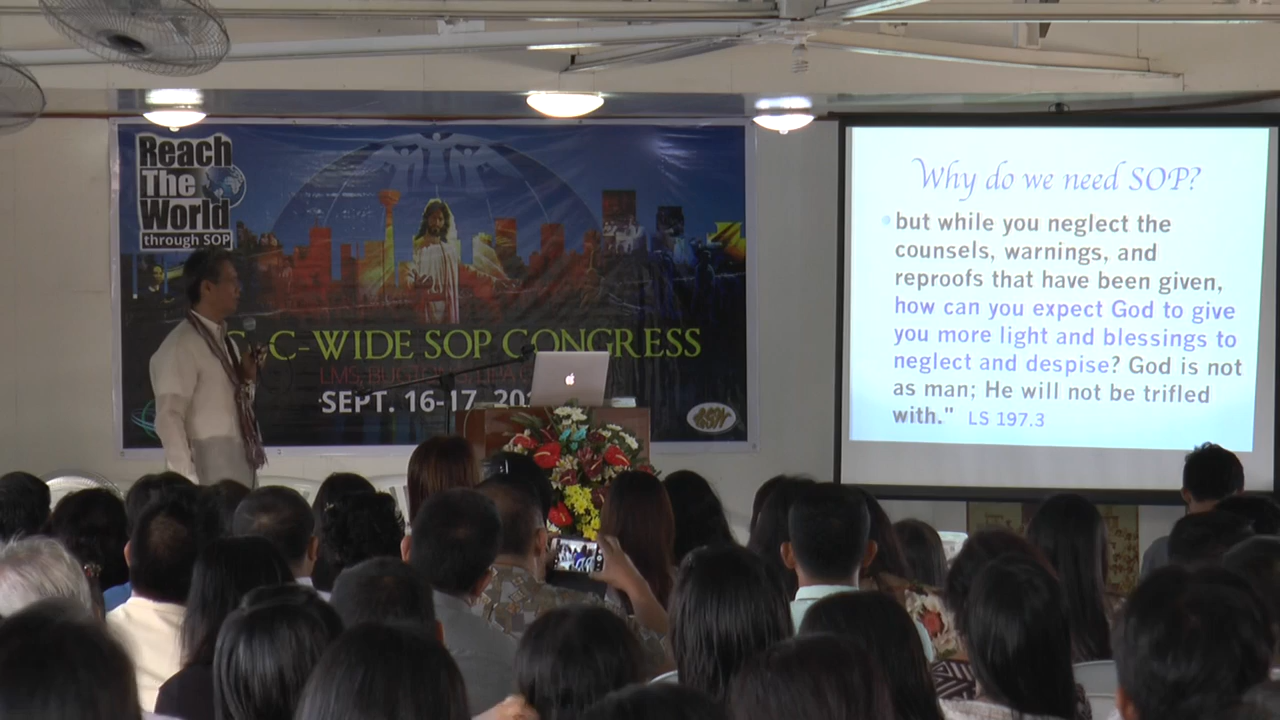 Reach
The
World
through SOP
C-WIDE SOP CONGRESS
SEPT. 16-17, 20
Why do we need SOP?
but while you neglect the
counsels, warnings, and
reproofs that have been given,
how can you expect God to give
you more light and blessings to
neglect and despise? God is not
as man; He will not be trifled
with." LS 197.3